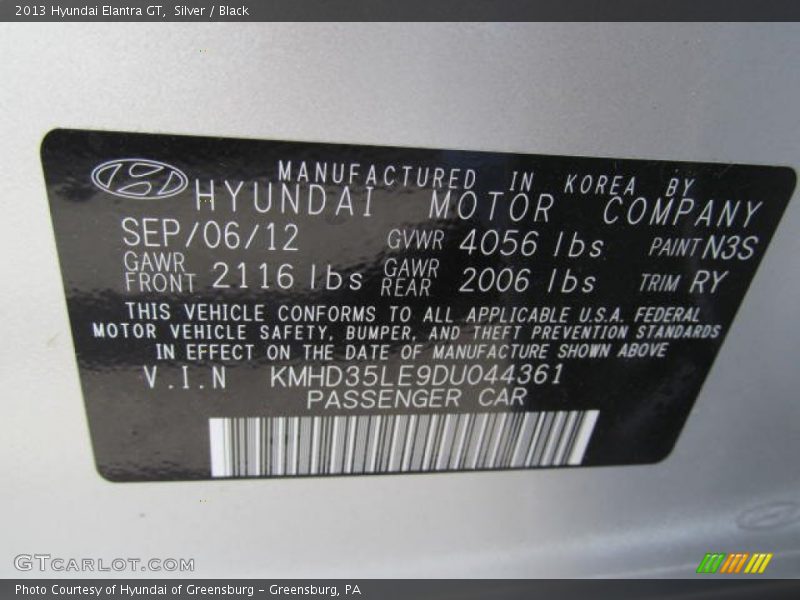 2013 Hyundai Elantra GT,  Silver / Black
MANUFACTURED IN KOREA BY
HYUNDAI MOTOR COMPANY
SEP/06/12 GVWR 4056 lbs PAINT N3S
GAWR FRONT 2116 lbs GAWR REAR 2006 lbs TRIM RY
THIS VEHICLE CONFORMS TO ALL APPLICABLE U.S.A. FEDERAL
MOTOR VEHICLE SAFETY, BUMPER, AND THEFT PREVENTION STANDARDS
IN EFFECT ON THE DATE OF MANUFACTURE SHOWN ABOVE
V.I.N KMHD35LE9DU044361
PASSENGER CAR
GTCARLOT.COM
Photo Courtesy of Hyundai of Greensburg - Greensburg, PA